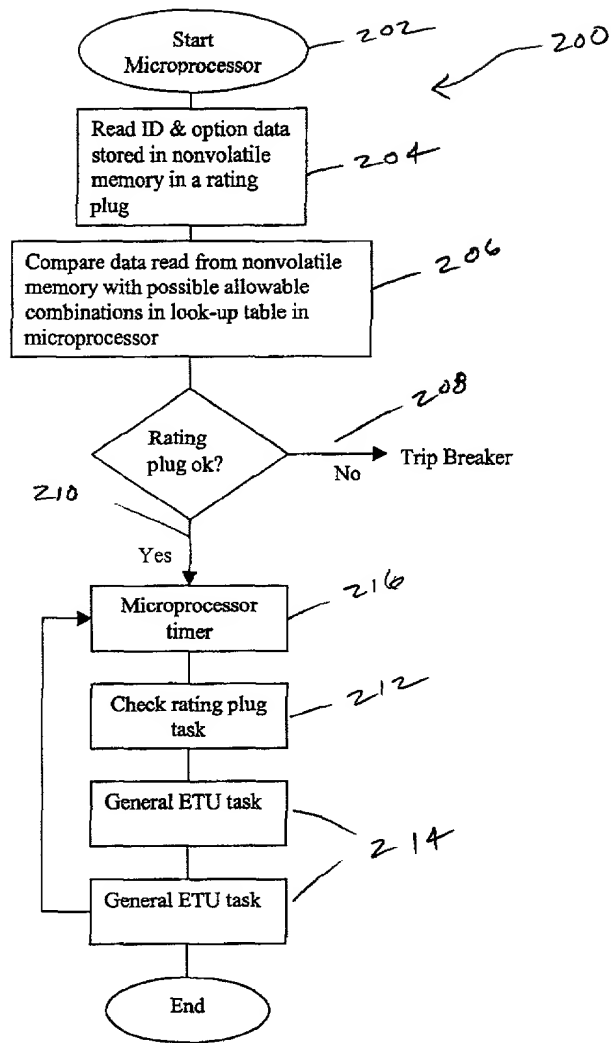 Start
Microprocessor
202
200
Read ID & option data
stored in nonvolatile
memory in a rating
plug
204
Compare data read from nonvolatile
memory with possible allowable
combinations in look-up table in
microprocessor
206
Rating
plug ok?
208
No
Trip Breaker
210
Yes
Microprocessor
timer
216
Check rating plug
task
212
General ETU task
214
General ETU task
End